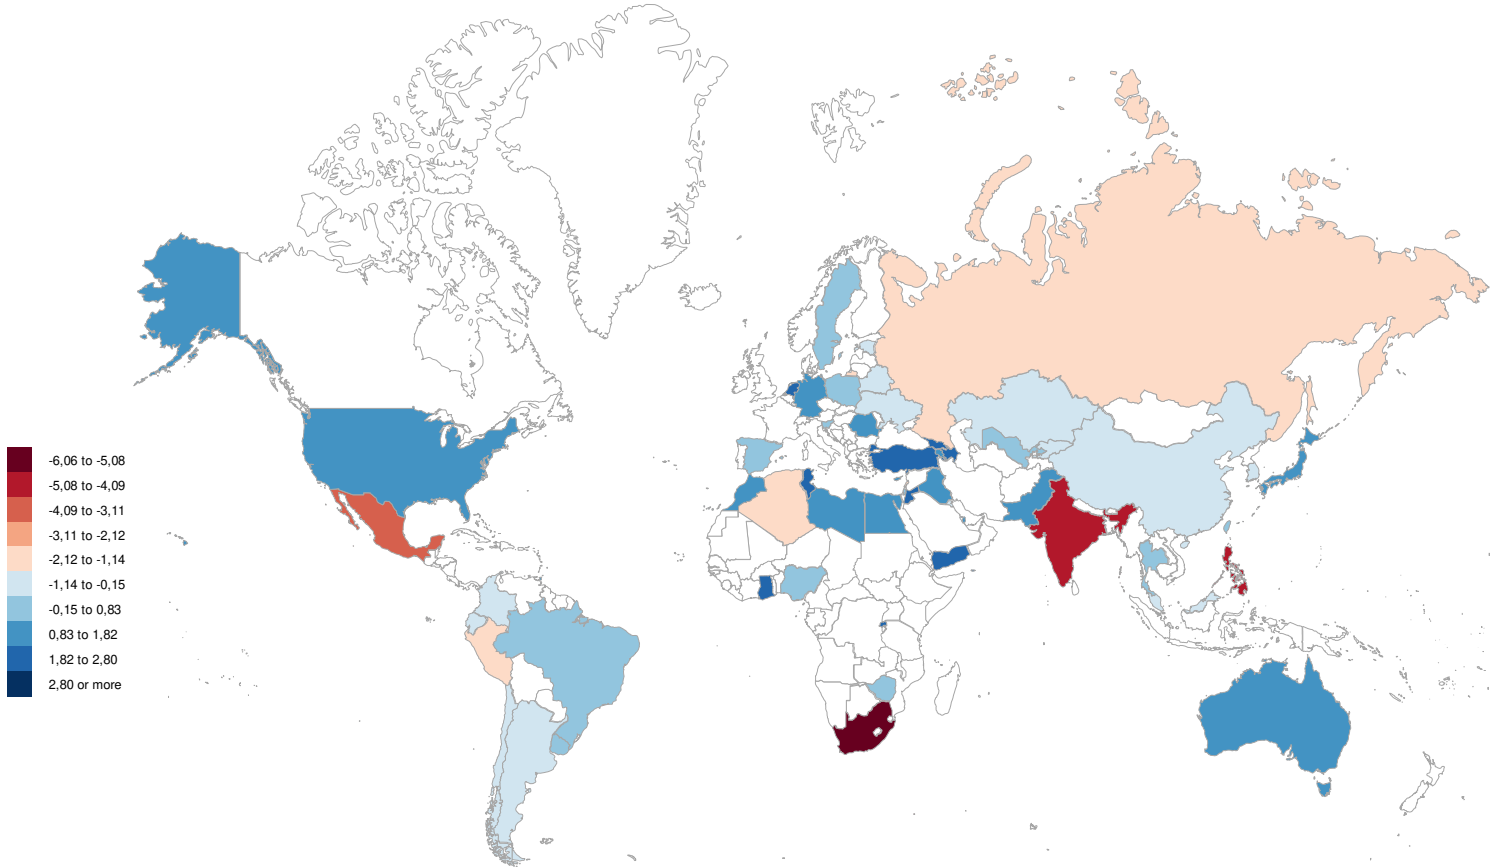 -6,06 to -5,08
-5,08 to -4,09
-4,09 to -3,11
-3,11 to -2,12
-2,12 to -1,14
-1,14 to -0,15
-0,15 to 0,83
0,83 to 1,82
1,82 to 2,80
2,80 or more